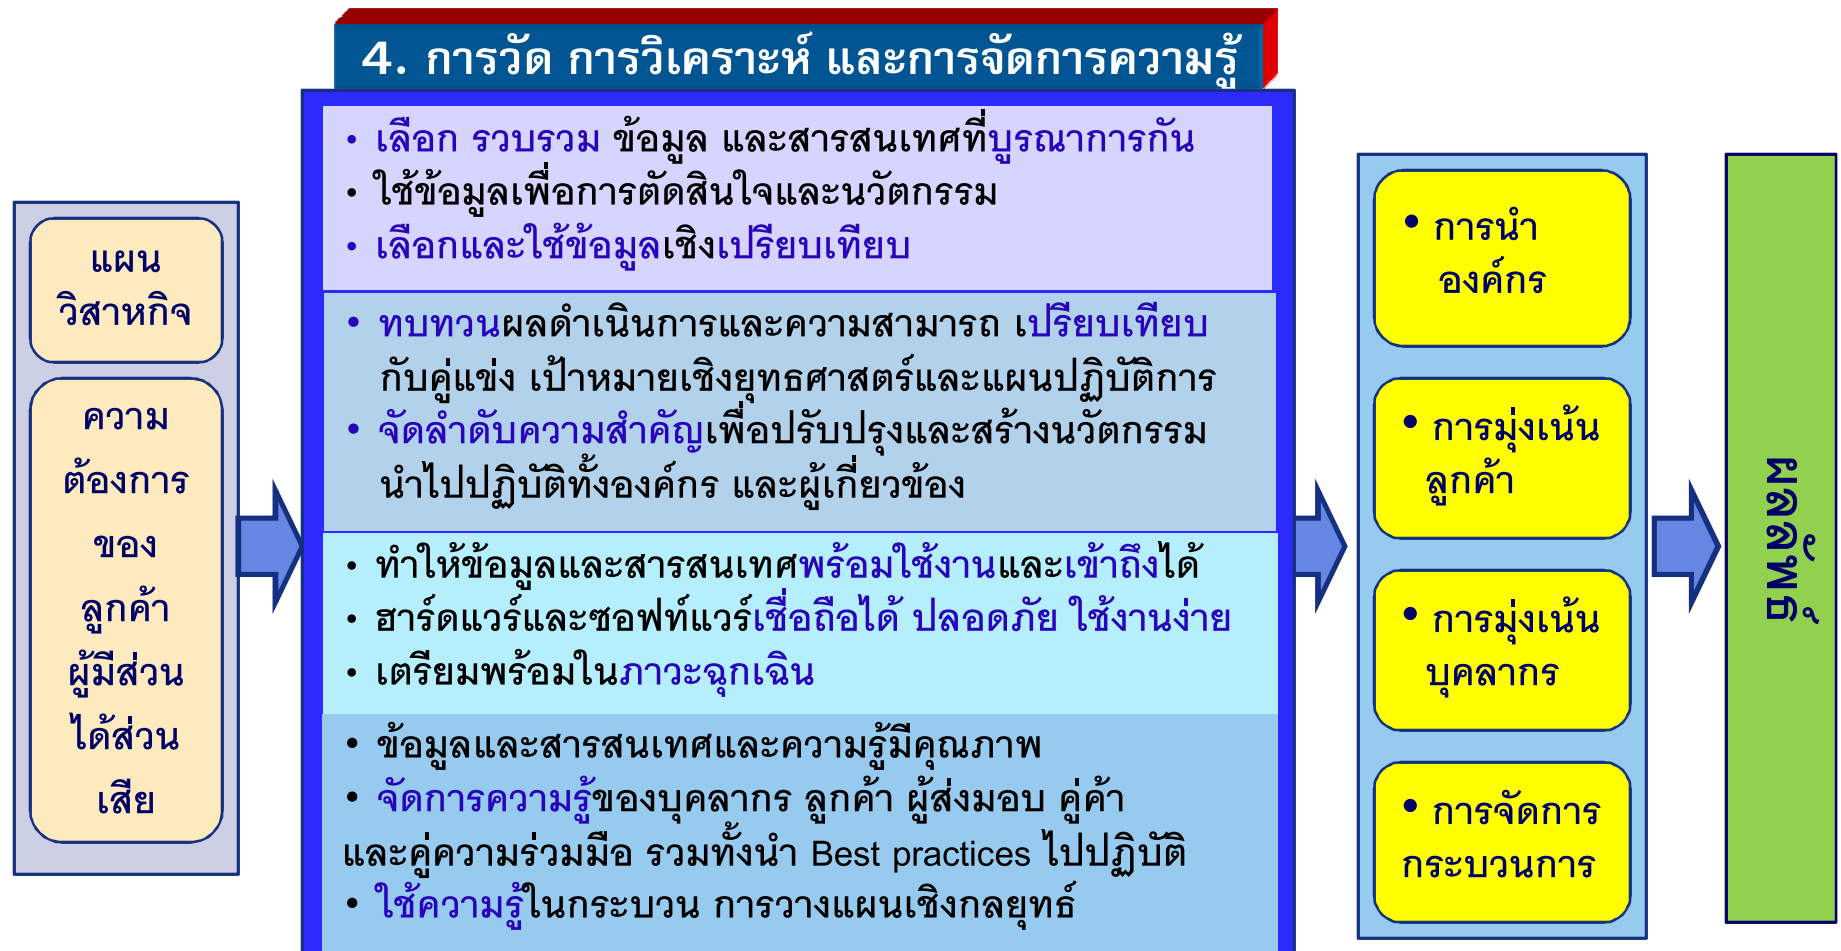 4. การวัด การวิเคราะห์ และการจัดการความรู้
แผน
วิสาหกิจ
ความ
ต้องการ
ของ
ลูกค้า
ผู้มีส่วน
ได้ส่วน
เสีย
• เลือก รวบรวม ข้อมูล และสารสนเทศที่บูรณาการกัน
• ใช้ข้อมูลเพื่อการตัดสินใจและนวัตกรรม
• เลือกและใช้ข้อมูลเชิงเปรียบเทียบ
• ทบทวนผลดำเนินการและความสามารถ เปรียบเทียบ
กับคู่แข่ง เป้าหมายเชิงยุทธศาสตร์และแผนปฏิบัติการ
• จัดลำดับความสำคัญเพื่อปรับปรุงและสร้างนวัตกรรม
นำไปปฏิบัติทั้งองค์กร และผู้เกี่ยวข้อง
• ทำให้ข้อมูลและสารสนเทศพร้อมใช้งานและเข้าถึงได้
• ฮาร์ดแวร์และซอฟท์แวร์เชื่อถือได้ ปลอดภัย ใช้งานง่าย
• เตรียมพร้อมในภาวะฉุกเฉิน
• ข้อมูลและสารสนเทศและความรู้มีคุณภาพ
• จัดการความรู้ของบุคลากร ลูกค้า ผู้ส่งมอบ คู่ค้า
และคู่ความร่วมมือ รวมทั้งนำ Best practices ไปปฏิบัติ
• ใช้ความรู้ในกระบวน การวางแผนเชิงกลยุทธ์
• การนำ
องค์กร
• การมุ่งเน้น
ลูกค้า
• การมุ่งเน้น
บุคลากร
• การจัดการ
กระบวนการ
ผลลัพธ์